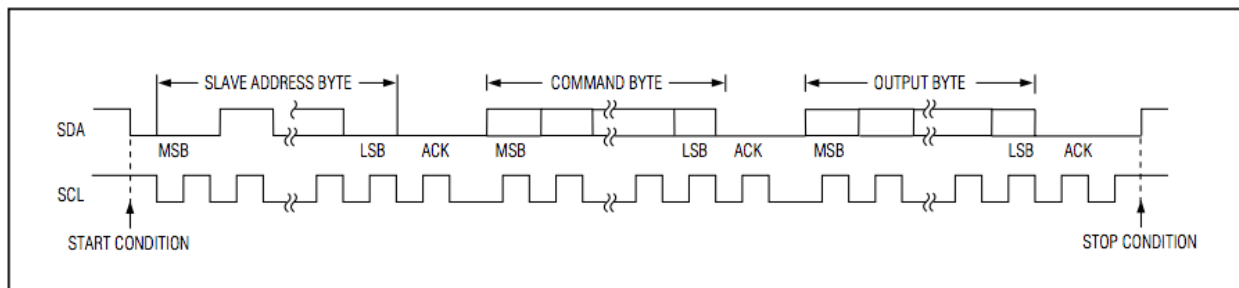 SLAVE ADDRESS BYTE COMMAND BYTE OUTPUT BYTE
SDA
MSB LSB ACK MSB LSB ACK MSB LSB ACK
SCL
START CONDITION STOP CONDITION